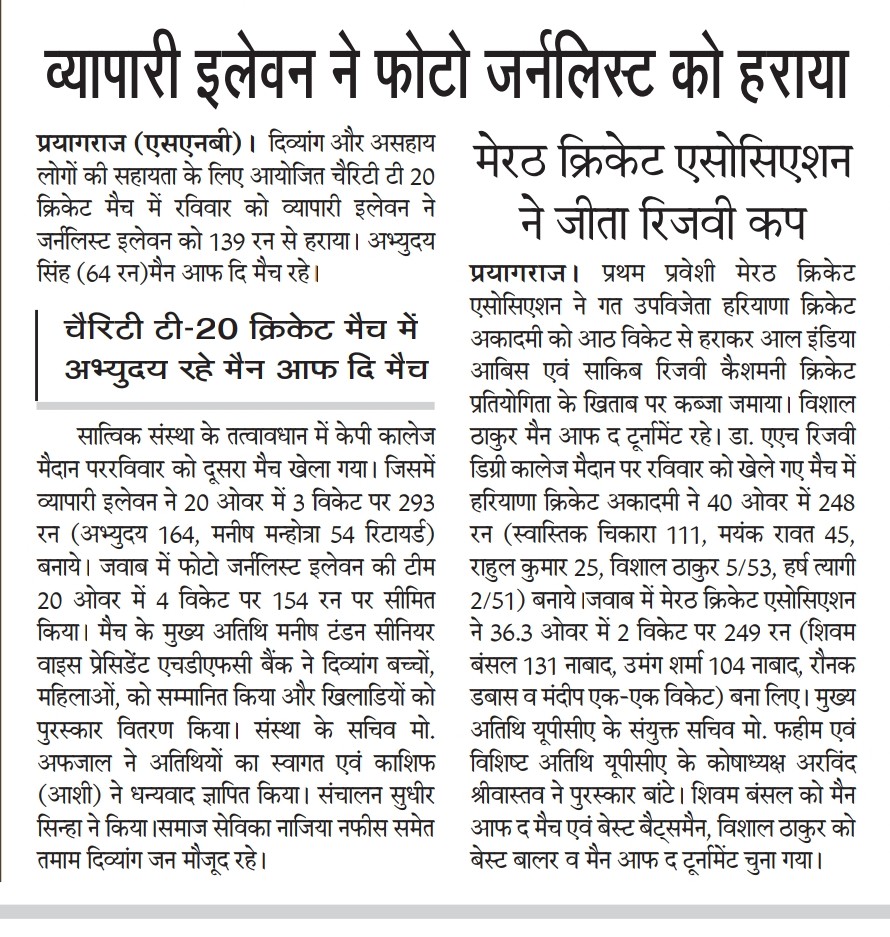 व्यापारी इलेवन ने फोटो जर्नलिस्ट को हराया
प्रयागराज (एसएनबी)। दिव्यांग और असहाय
लोगों की सहायता के लिए आयोजित चैरिटी टी 20
क्रिकेट मैच में रविवार को व्यापारी इलेवन ने
जर्नलिस्ट इलेवन को 139 रन से हराया। अभ्युदय
सिंह (64 रन)मैन आफ दि मैच रहे।
चैरिटी टी-20 क्रिकेट मैच में
अभ्युदय रहे मैन आफ दि मैच
सात्विक संस्था के तत्वावधान में केपी कालेज
मैदान पररविवार को दूसरा मैच खेला गया। जिसमें
व्यापारी इलेवन ने 20 ओवर में 3 विकेट पर 293
रन (अभ्युदय 164, मनीष मन्होत्रा 54 रिटायर्ड)
बनाये। जवाब में फोटो जर्नलिस्ट इलेवन की टीम
20 ओवर में 4 विकेट पर 154 रन पर सीमित
किया। मैच के मुख्य अतिथि मनीष टंडन सीनियर
वाइस प्रेसिडेंट एचडीएफसी बैंक ने दिव्यांग बच्चों,
महिलाओं, को सम्मानित किया और खिलाडियों को
पुरस्कार वितरण किया। संस्था के सचिव मो.
अफजाल ने अतिथियों का स्वागत एवं काशिफ
(आशी) ने धन्यवाद ज्ञापित किया। संचालन सुधीर
सिन्हा ने किया।समाज सेविका नाजिया नफीस समेत
तमाम दिव्यांग जन मौजूद रहे।
मेरठ क्रिकेट एसोसिएशन
ने जीता रिजवी कप
प्रयागराज। प्रथम प्रवेशी मेरठ क्रिकेट
एसोसिएशन ने गत उपविजेता हरियाणा क्रिकेट
अकादमी को आठ विकेट से हराकर आल इंडिया
आबिस एवं साकिब रिजवी कैशमनी क्रिकेट
प्रतियोगिता के खिताब पर कब्जा जमाया। विशाल
ठाकुर मैन आफ द टूर्नामेंट रहे। डा. एएच रिजवी
डिग्री कालेज मैदान पर रविवार को खेले गए मैच में
हरियाणा क्रिकेट अकादमी ने 40 ओवर में 248
रन (स्वास्तिक चिकारा 111, मयंक रावत 45,
राहुल कुमार 25, विशाल ठाकुर 5/53, हर्ष त्यागी
2/51) बनाये।जवाब में मेरठ क्रिकेट एसोसिएशन
ने 36.3 ओवर में 2 विकेट पर 249 रन (शिवम
बंसल 131 नाबाद, उमंग शर्मा 104 नाबाद, रौनक
डबास व मंदीप एक-एक विकेट) बना लिए। मुख्य
अतिथि यूपीसीए के संयुक्त सचिव मो. फहीम एवं
विशिष्ट अतिथि यूपीसीए के कोषाध्यक्ष अरविंद
श्रीवास्तव ने पुरस्कार बांटे। शिवम बंसल को मैन
आफ द मैच एवं बेस्ट बैट्समैन, विशाल ठाकुर को
बेस्ट बालर व मैन आफ द टूर्नामेंट चुना गया।